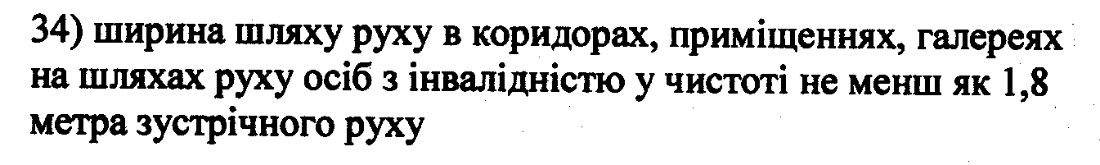 34) ширина шляху руху в коридорах, приміщеннях, галереях
на шляхах руху осіб з інвалідністю у чистоті не менш як 1,8
метра зустрічного руху